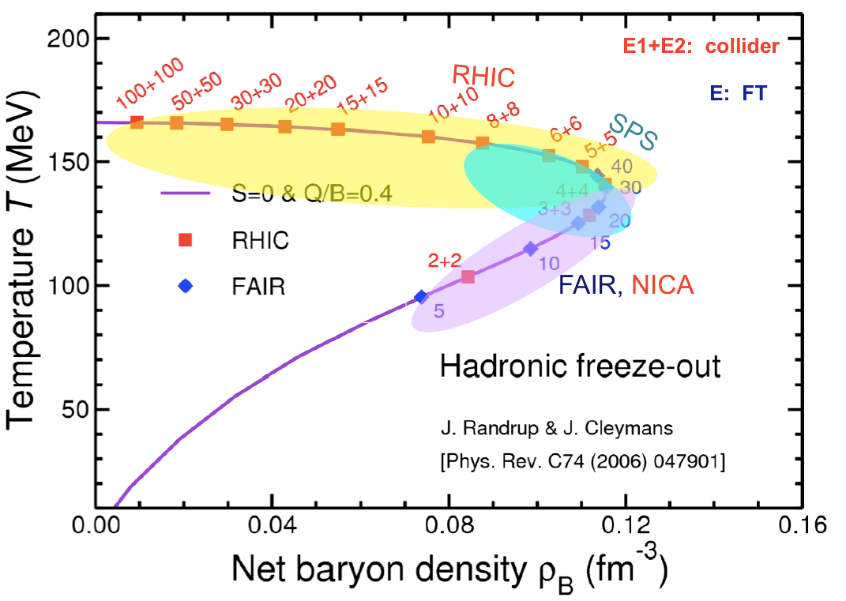 200
150
100
50
0.00
0.04
0.08
0.12
0.16
Temperature T (MeV)
Net baryon density ρB (fm-3)
E1+E2: collider
E: FT
RHIC
SPS
100+100
50+50
30+30
20+20
15+15
10+10
8+8
6+6
5+5
40
4+4
30
3+3
20
15
2+2
10
5
S=0 & Q/B=0.4
RHIC
FAIR
FAIR, NICA
Hadronic freeze-out
J. Randrup & J. Cleymans
[Phys. Rev. C74 (2006) 047901]